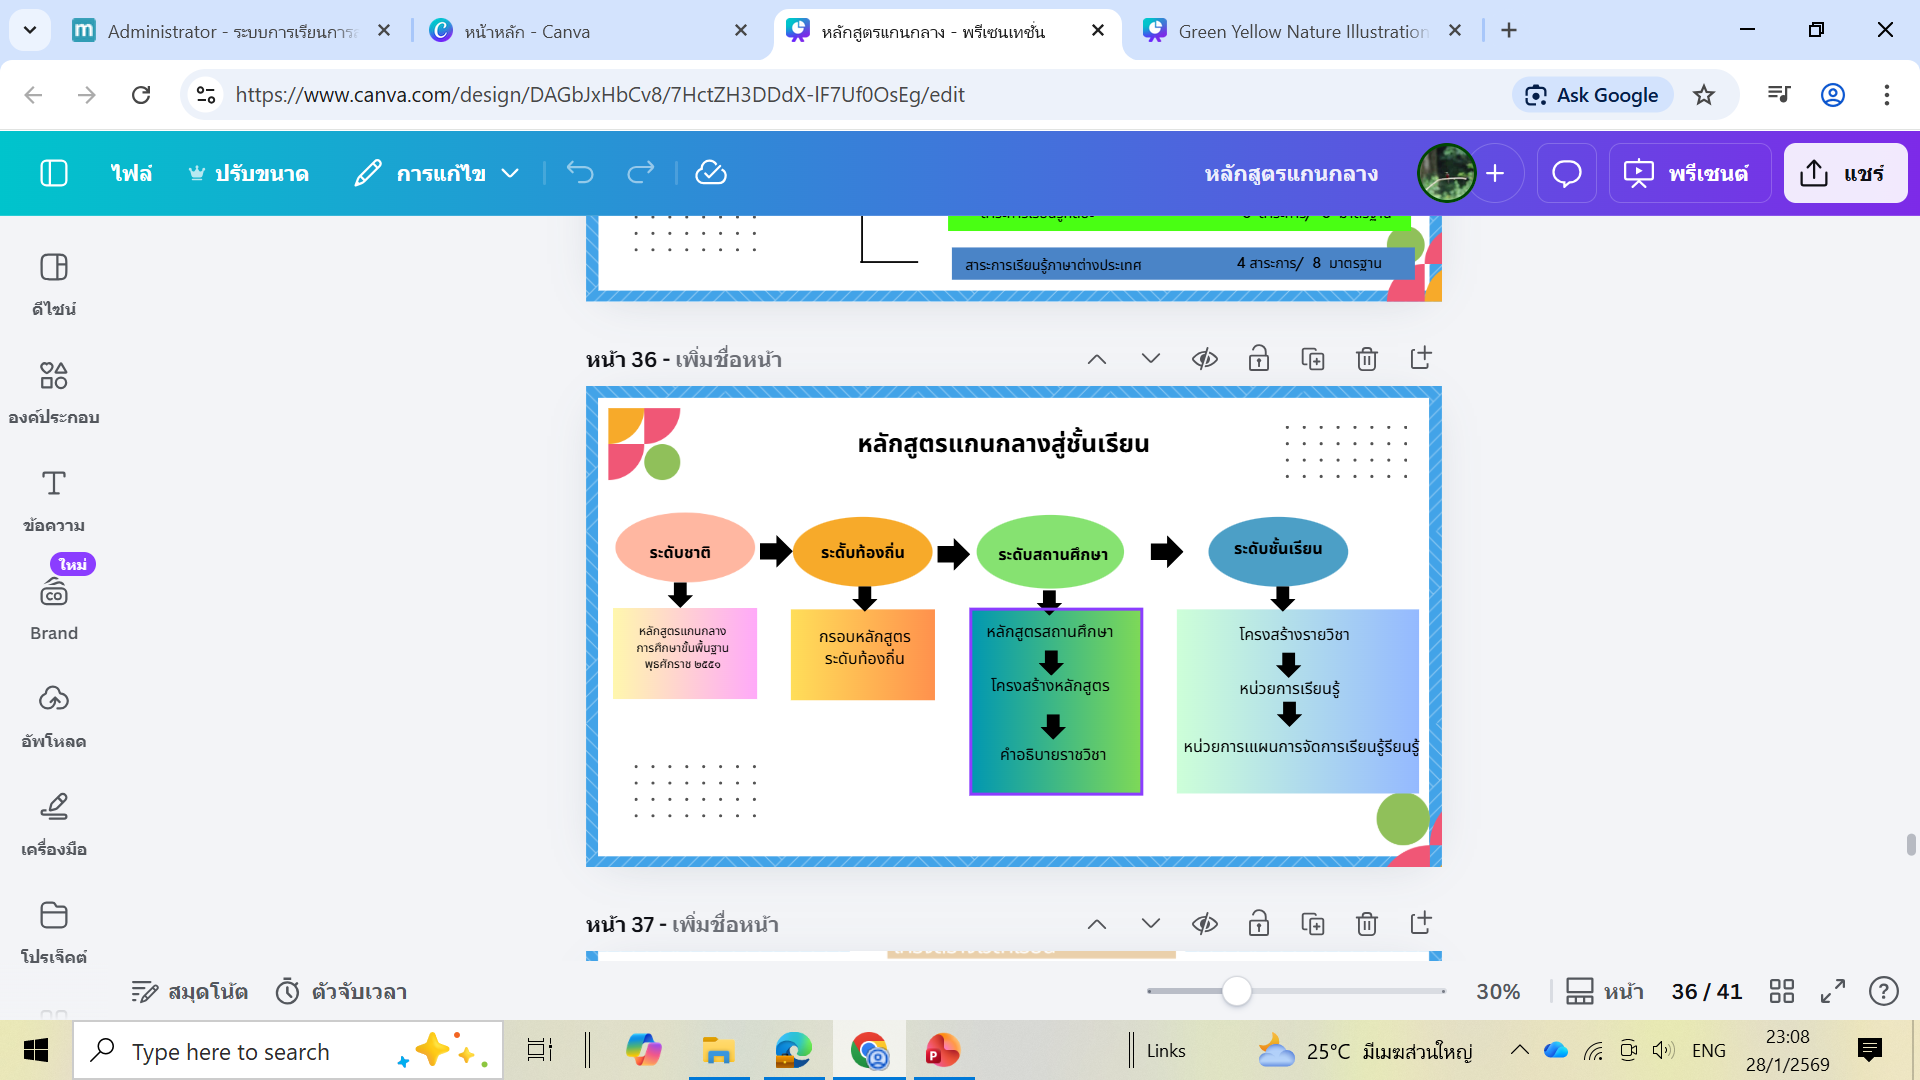 Administrator - ระบบการเรียนการส
หน้าหลัก - Canva
หลักสูตรแกนกลาง - พรีเซนเทชั่น
Green Yellow Nature Illustration
https://www.canva.com/design/DAGbJxHbCv8/7HctZH3DDdX-lF7Uf0OsEg/edit
Ask Google
ไฟล์
ปรับขนาด
การแก้ไข
หลักสูตรแกนกลาง
พรีเซนต์
แชร์
ดีไซน์
องค์ประกอบ
ข้อความ
ใหม่
Brand
อัพโหลด
เครื่องมือ
โปรเจ็คต์
สาระการเรียนรู้ภาษาต่างประเทศ 4 สาระการ/ 8 มาตรฐาน
หน้า 36 - เพิ่มชื่อหน้า
หลักสูตรแกนกลางสู่ชั้นเรียน
ระดับชาติ
ระดับท้องถิ่น
ระดับสถานศึกษา
ระดับชั้นเรียน
หลักสูตรแกนกลาง
การศึกษาขั้นพื้นฐาน
พุธศักราช ๒๕๕๑
กรอบหลักสูตร
ระดับท้องถิ่น
หลักสูตรสถานศึกษา
โครงสร้างหลักสูตร
คำอธิบายราชวิชา
โครงสร้างรายวิชา
หน่วยการเรียนรู้
หน่วยการเแผนการจัดการเรียนรู้รียนรู้
หน้า 37 - เพิ่มชื่อหน้า
สมุดโน้ต
ตัวจับเวลา
30%
หน้า
36 / 41
Type here to search
Links
25°C มีเมฆส่วนใหญ่
ENG
23:08
28/1/2569